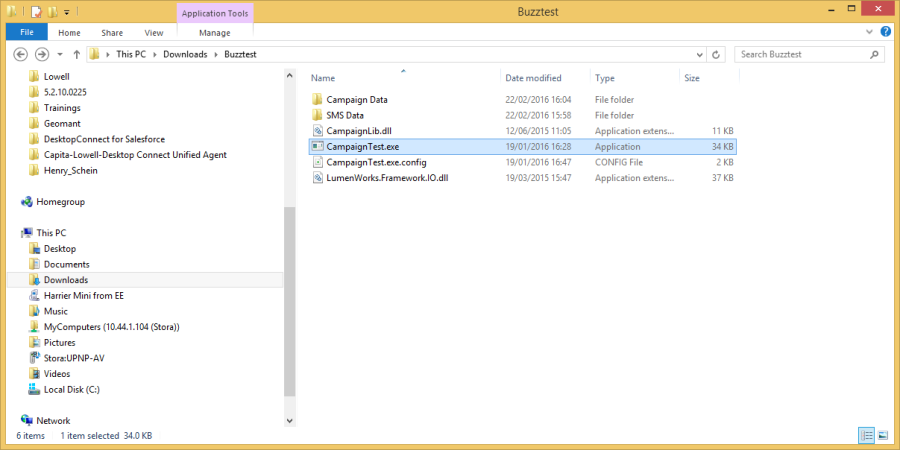 Application Tools
Buzztest
File Home Share View Manage
This PC Downloads Buzztest
Search Buzztest
Name Date modified Type Size
Lowell
5.2.10.0225
Trainings
Geomant
DesktopConnect for Salesforce
Capita-Lowell-Desktop Connect Unified Agent
Henry_Schein
Homegroup
This PC
Desktop
Documents
Downloads
Harrier Mini from EE
Music
MyComputers (10.44.1.104 (Stora))
Pictures
Stora:UPNP-AV
Videos
Local Disk (C:)
Network
Campaign Data 22/02/2016 16:04 File folder
SMS Data 22/02/2016 15:58 File folder
CampaignLib.dll 12/06/2015 11:05 Application extens... 11 KB
CampaignTest.exe 19/01/2016 16:28 Application 34 KB
CampaignTest.exe.config 19/01/2016 16:47 CONFIG File 2 KB
LumenWorks.Framework.IO.dll 19/03/2015 15:47 Application extens... 37 KB
6 items 1 item selected 34.0 KB